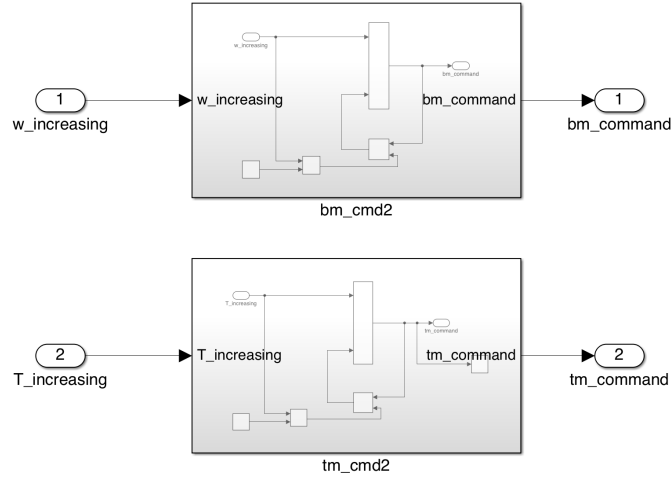 w_increasing
bm_command
1
w_increasing
bm_command
1
w_increasing
bm_command
bm_cmd2
T_increasing
tm_command
2
T_increasing
tm_command
2
T_increasing
tm_command
tm_cmd2